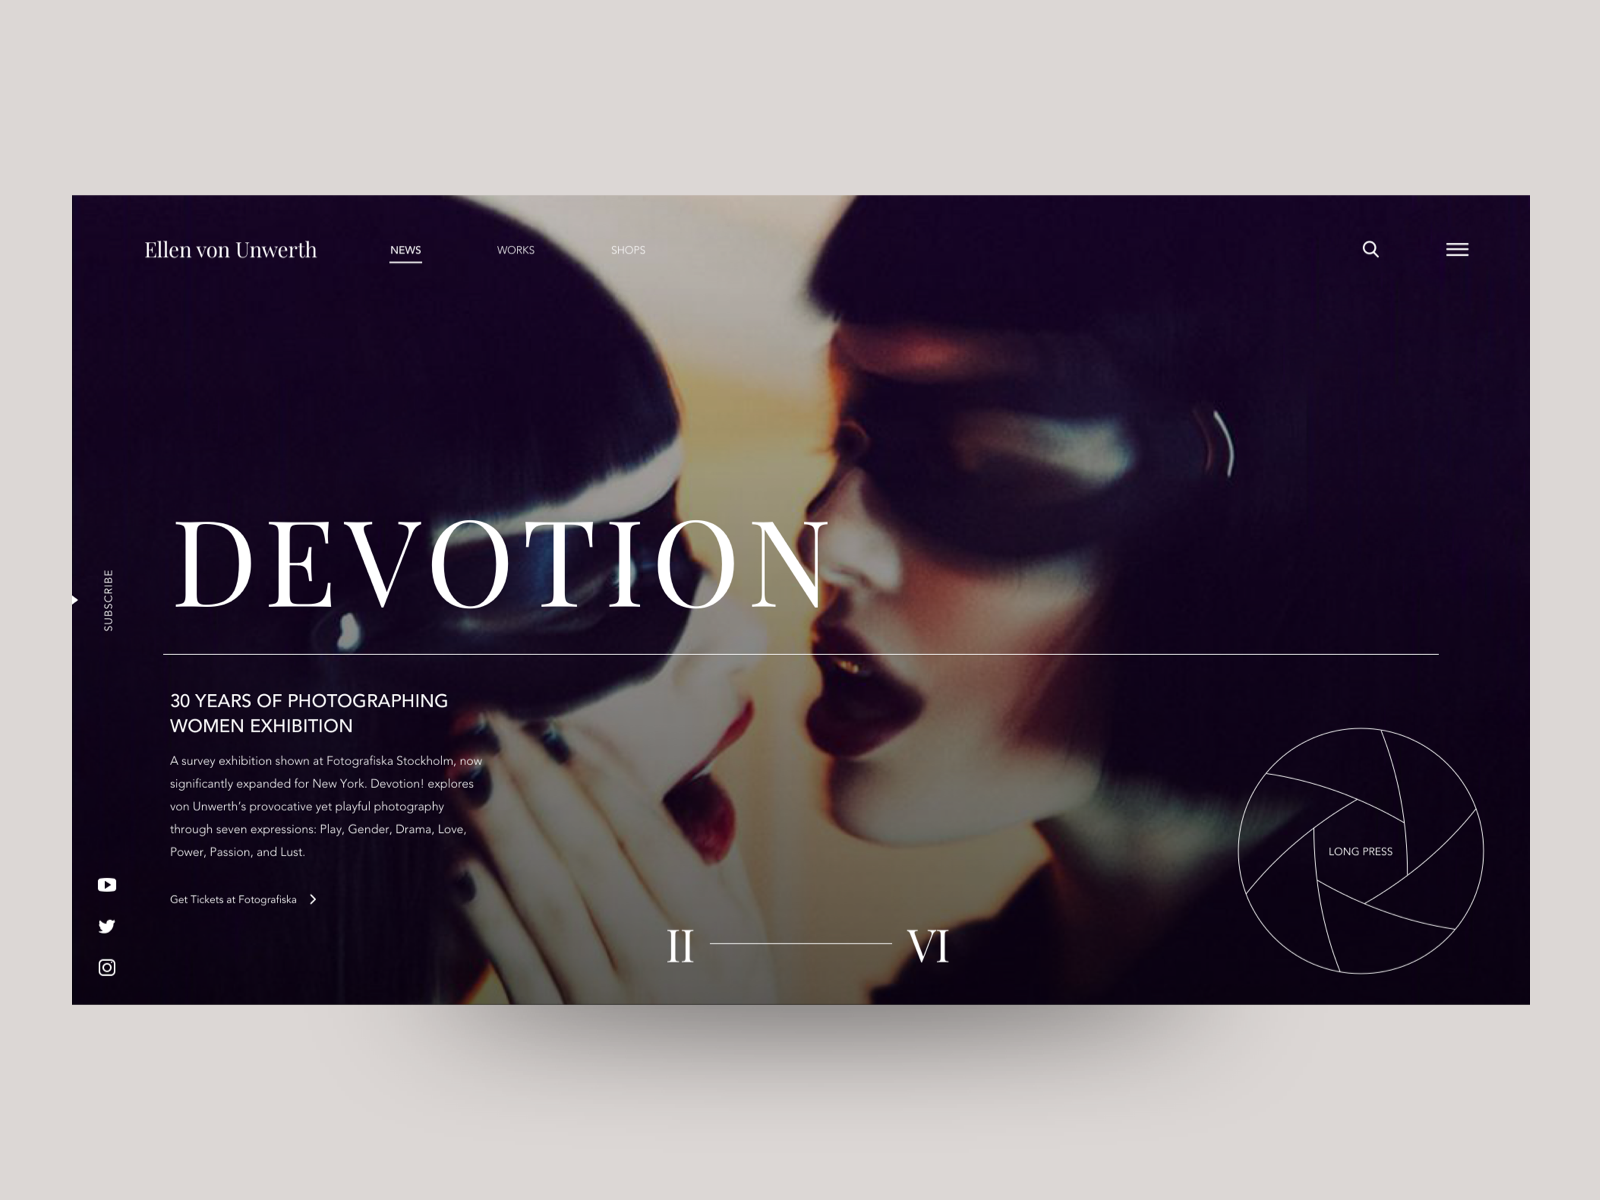 Ellen von Unwerth
NEWS
WORKS
SHOPS
DEVOTION
SUBSCRIBE
30 YEARS OF PHOTOGRAPHING
WOMEN EXHIBITION
A survey exhibition shown at Fotografiska Stockholm, now
significantly expanded for New York. Devotion! explores
von Unwerth’s provocative yet playful photography
through seven expressions: Play, Gender, Drama, Love,
Power, Passion, and Lust.
Get Tickets at Fotografiska
LONG PRESS
II
VI